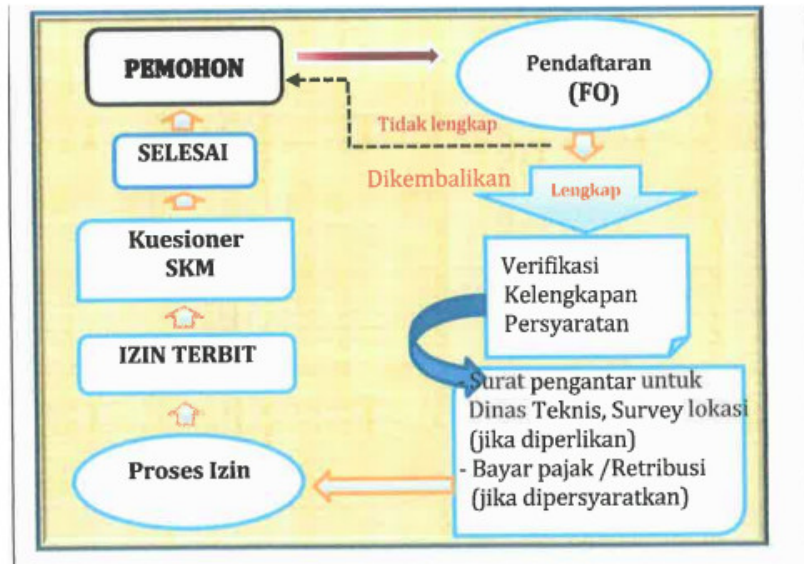 PEMOHON
Pendaftaran
(FO)
Tidak lengkap
Dikembalikan
Lengkap
Verifikasi
Kelengkapan
Persyaratan
- Surat pengantar untuk
Dinas Teknis, Survey lokasi
(jika diperlikan)
- Bayar pajak /Retribusi
(jika dipersyaratkan)
Proses Izin
IZIN TERBIT
Kuesioner
SKM
SELESAI